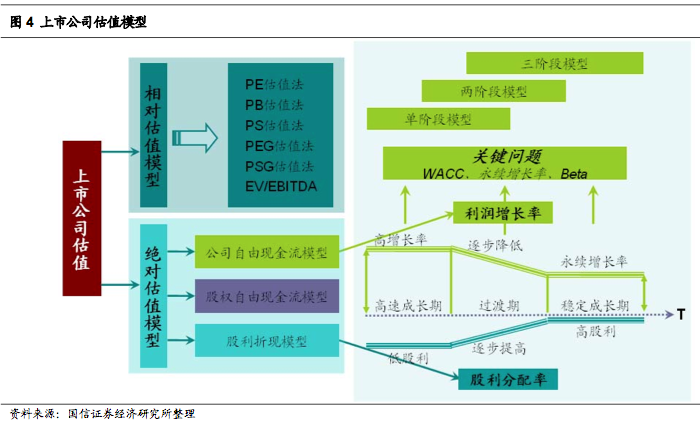 图 4 上市公司估值模型
上市公司估值
相对估值模型
PE估值法
PB估值法
PS估值法
PEG估值法
PSG估值法
EV/EBITDA
绝对估值模型
公司自由现金流模型
股权自由现金流模型
股利折现模型
三阶段模型
两阶段模型
单阶段模型
关键问题
WACC、永续增长率、Beta
利润增长率
高增长率
逐步降低
永续增长率
高速成长期
过渡期
稳定成长期
T
低股利
逐步提高
高股利
股利分配率
资料来源：国信证券经济研究所整理